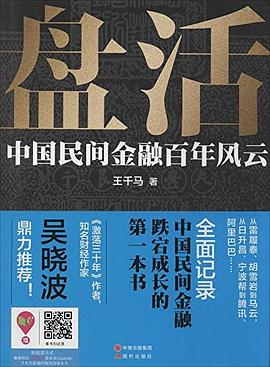 盘活
中国民间金融百年风云
王千马 著
从雷履泰、胡雪岩到马云，
从日升昌、宁波帮到腾讯、
阿里巴巴……
全面记录
中国民间金融
跌宕成长的
第一本书
《激荡三十年》作者，
知名财经作家
吴晓波
鼎力推荐！
中国出版集团
现代出版社